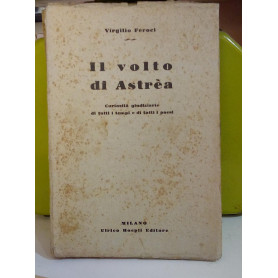 Virgilio Feroci
Il volto
di Astrèa
Curiosità giudiziarie
di tutti i tempi e di tutti i paesi
MILANO
Ulrico Hoepli Editore